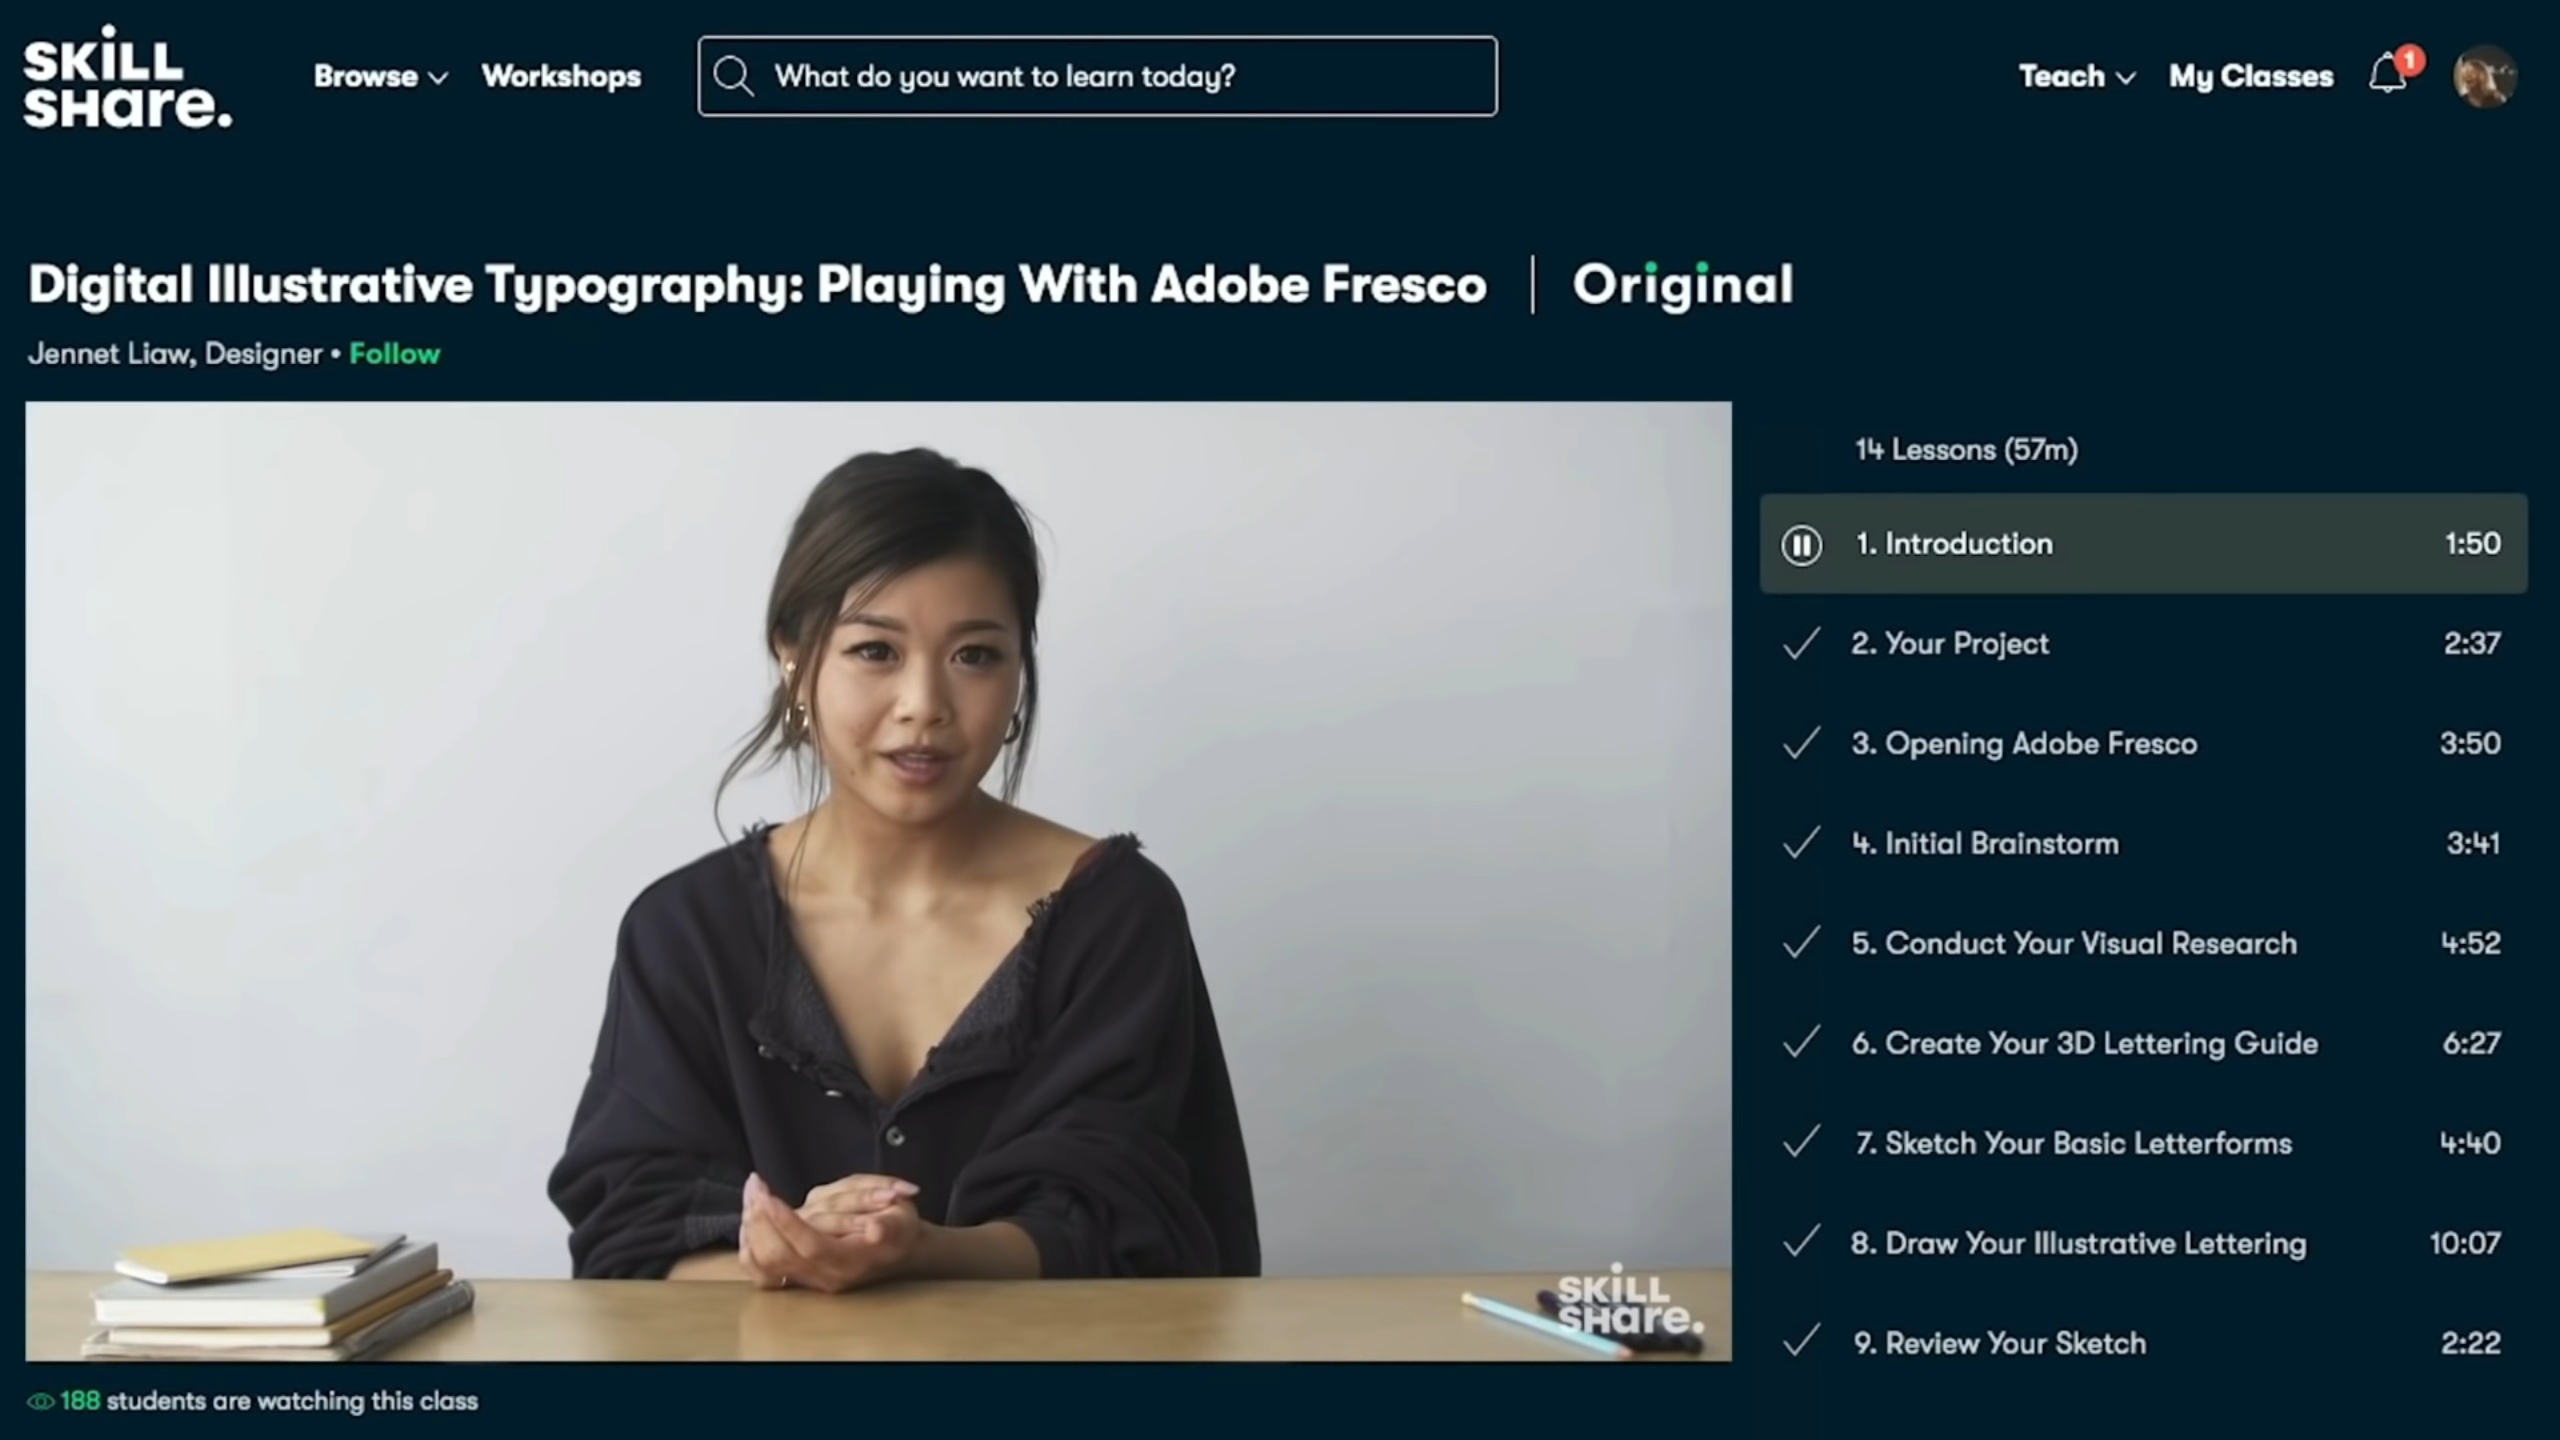 SKiLL
SHare.
Browse
Workshops
What do you want to learn today?
Teach
My Classes
1
Digital Illustrative Typography: Playing With Adobe Fresco | Original
Jennet Liaw, Designer • Follow
14 Lessons (57m)
1. Introduction 1:50
2. Your Project 2:37
3. Opening Adobe Fresco 3:50
4. Initial Brainstorm 3:41
5. Conduct Your Visual Research 4:52
6. Create Your 3D Lettering Guide 6:27
7. Sketch Your Basic Letterforms 4:40
8. Draw Your Illustrative Lettering 10:07
9. Review Your Sketch 2:22
SKiLL
SHare.
188 students are watching this class